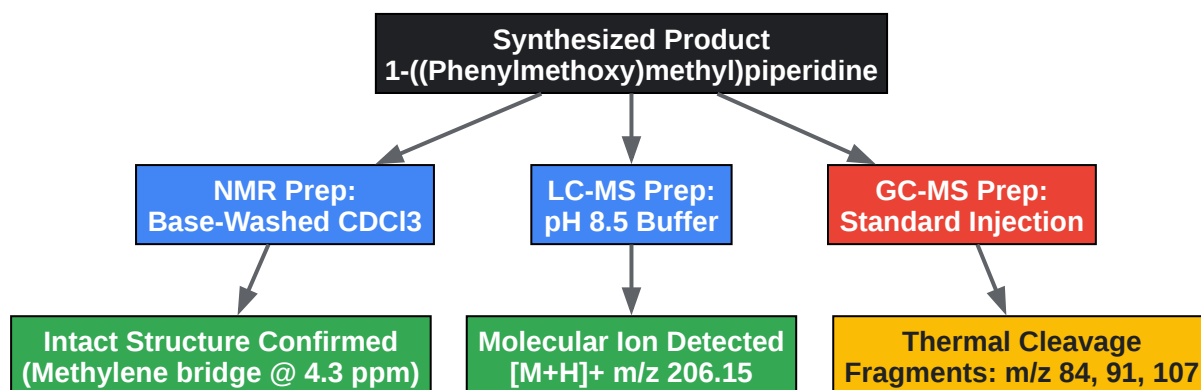 Synthesized Product
1-((Phenylmethoxy)methyl)piperidine
NMR Prep:
Base-Washed CDCl3
LC-MS Prep:
pH 8.5 Buffer
GC-MS Prep:
Standard Injection
Intact Structure Confirmed
(Methylene bridge @ 4.3 ppm)
Molecular Ion Detected
[M+H]+ m/z 206.15
Thermal Cleavage
Fragments: m/z 84, 91, 107